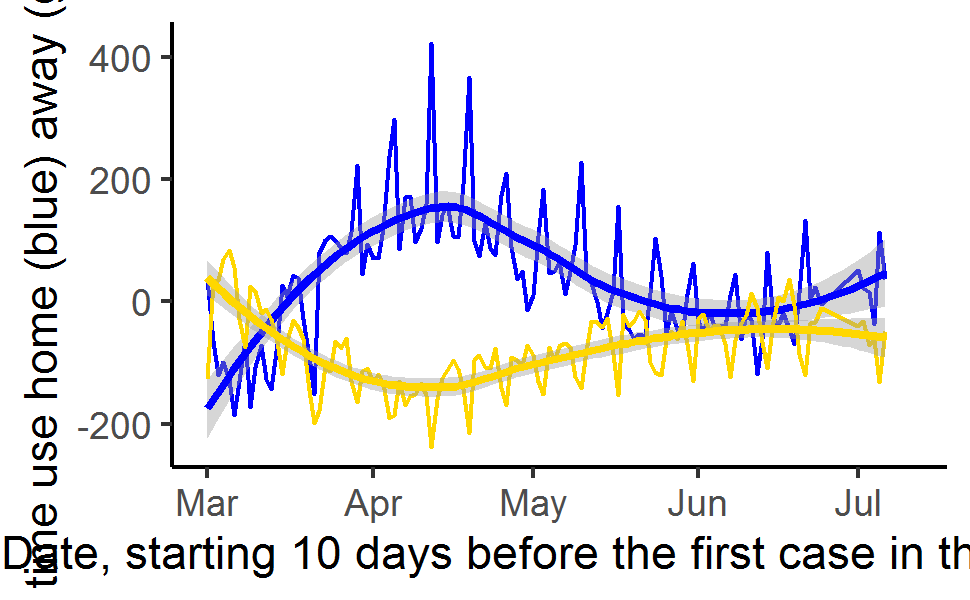 time use home (blue) away (
400
200
0
-200
Mar Apr May Jun Jul
Date, starting 10 days before the first case in th